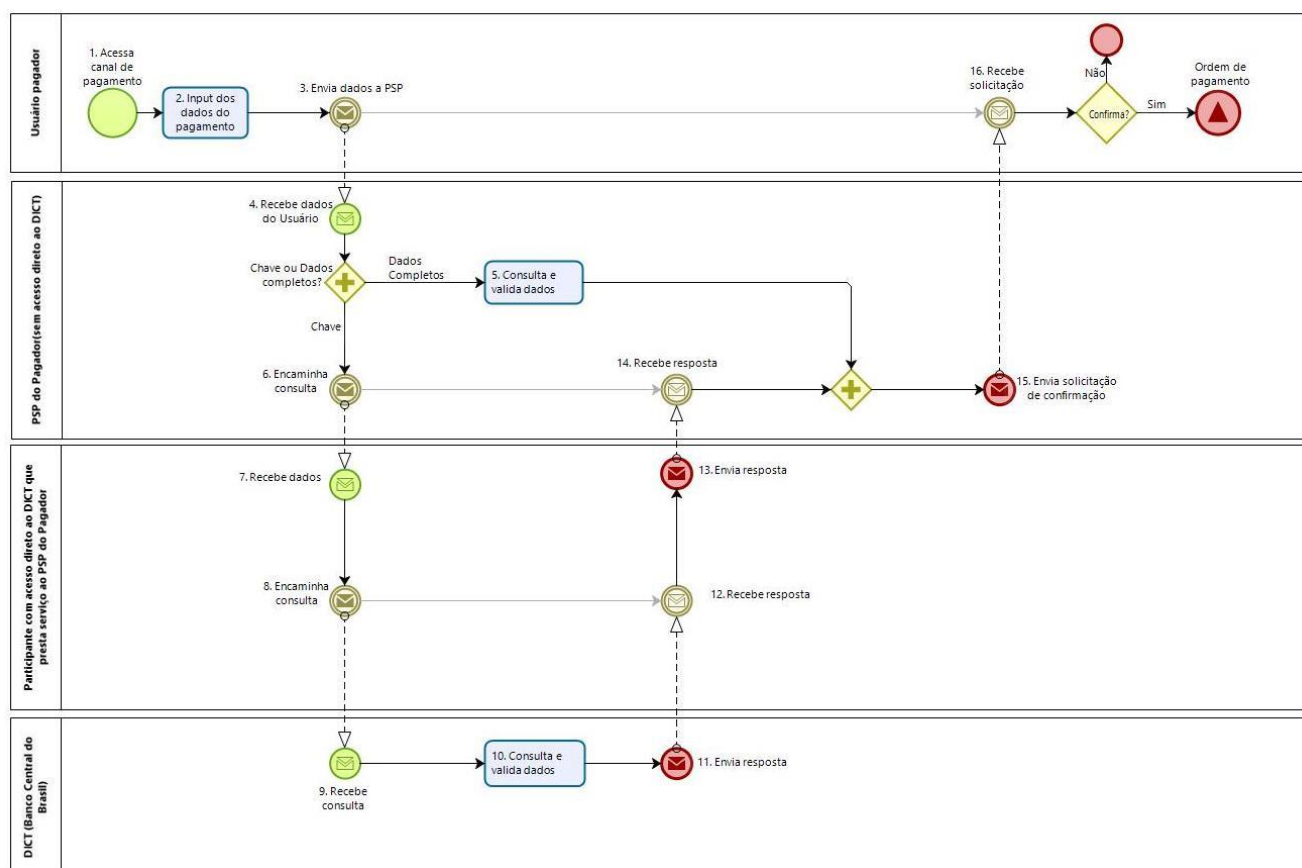 Usuário pagador
1. Acessa
canal de
pagamento
2. Input dos
dados do
pagamento
3. Envia dados a PSP
16. Recebe
solicitação
Não
Confirma?
Sim
Ordem de
pagamento
PSP do Pagador(sem acesso direto ao DICT)
4. Recebe dados
do Usuário
Chave ou Dados
completos?
Dados
Completos
5. Consulta e
valida dados
Chave
6. Encaminha
consulta
14. Recebe resposta
15. Envia solicitação
de confirmação
Participante com acesso direto ao DICT que
presta serviço ao PSP do Pagador
7. Recebe dados
13. Envia resposta
8. Encaminha
consulta
12. Recebe resposta
DICT (Banco Central do
Brasil)
9. Recebe
consulta
10. Consulta e
valida dados
11. Envia resposta